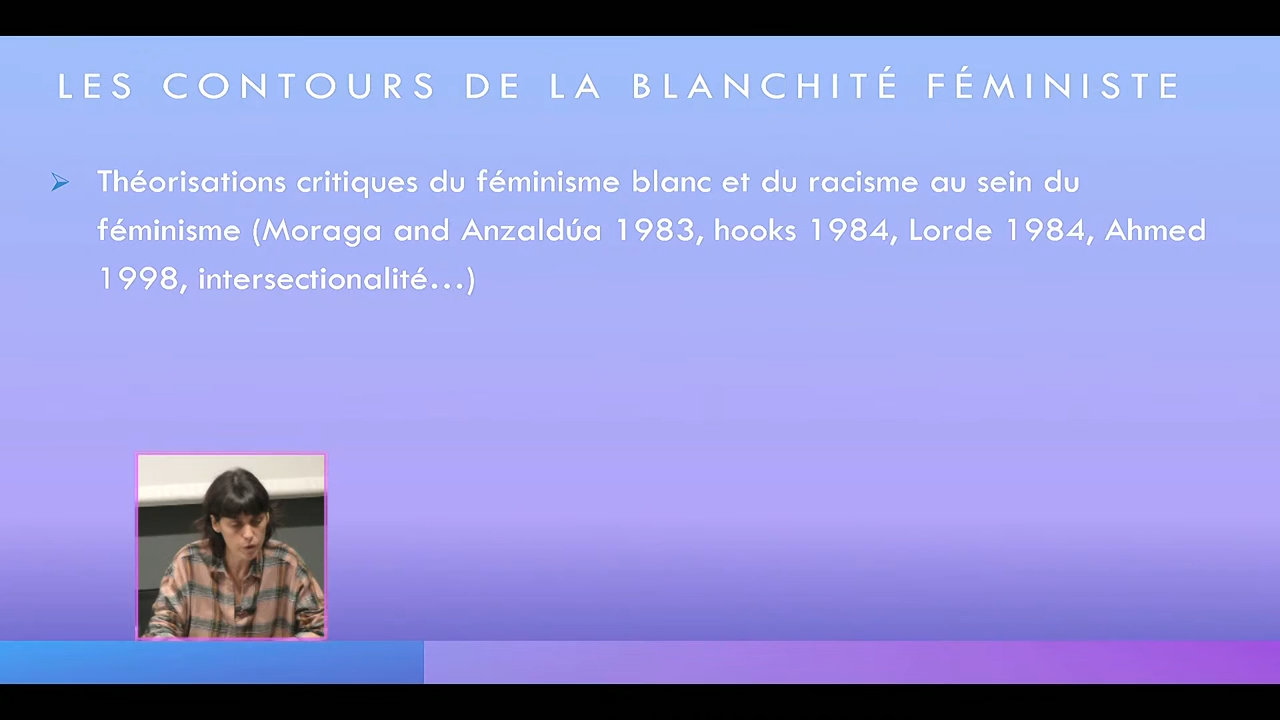 LES CONTOURS DE LA BLANCHITÉ FÉMINISTE
Théorisations critiques du féminisme blanc et du racisme au sein du
féminisme (Moraga and Anzaldúa 1983, hooks 1984, Lorde 1984, Ahmed
1998, intersectionalité…)